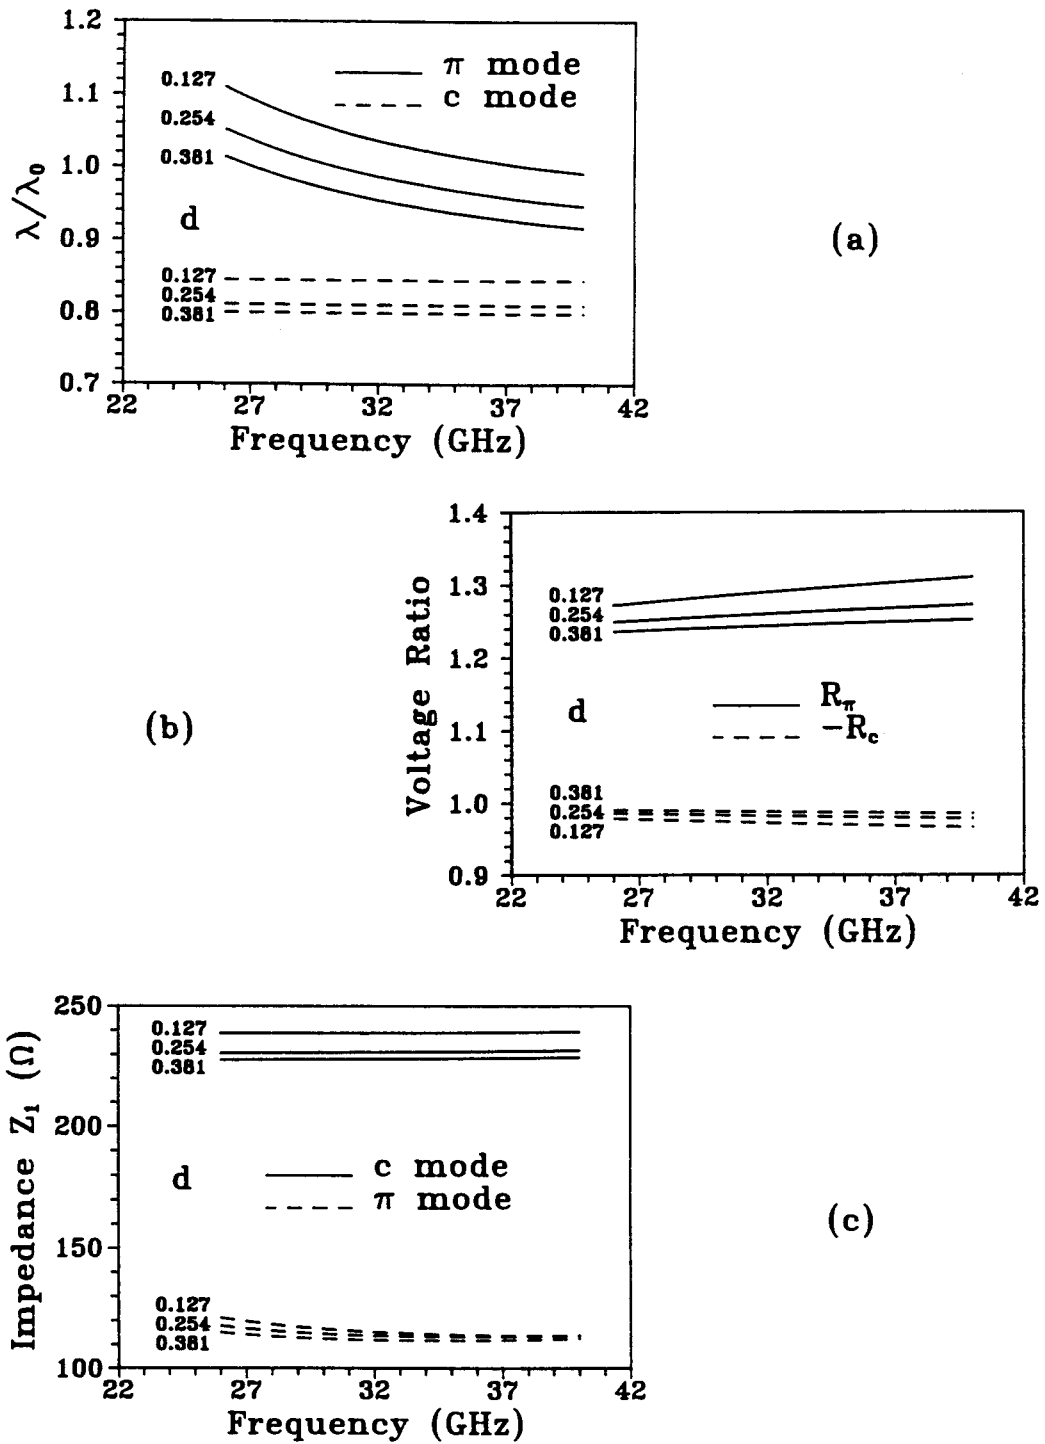 1.2
1.1
1.0
0.9
0.8
0.7
λ/λ₀
0.127
0.254
0.381
d
0.127
0.254
0.381
π mode
c mode
22 27 32 37 42
Frequency (GHz)
(a)
1.4
1.3
1.2
1.1
1.0
0.9
Voltage Ratio
0.127
0.254
0.381
d
Rπ
−Rc
0.381
0.254
0.127
22 27 32 37 42
Frequency (GHz)
(b)
250
200
150
100
Impedance Z₁ (Ω)
0.127
0.254
0.381
d
c mode
π mode
0.127
0.254
0.381
22 27 32 37 42
Frequency (GHz)
(c)